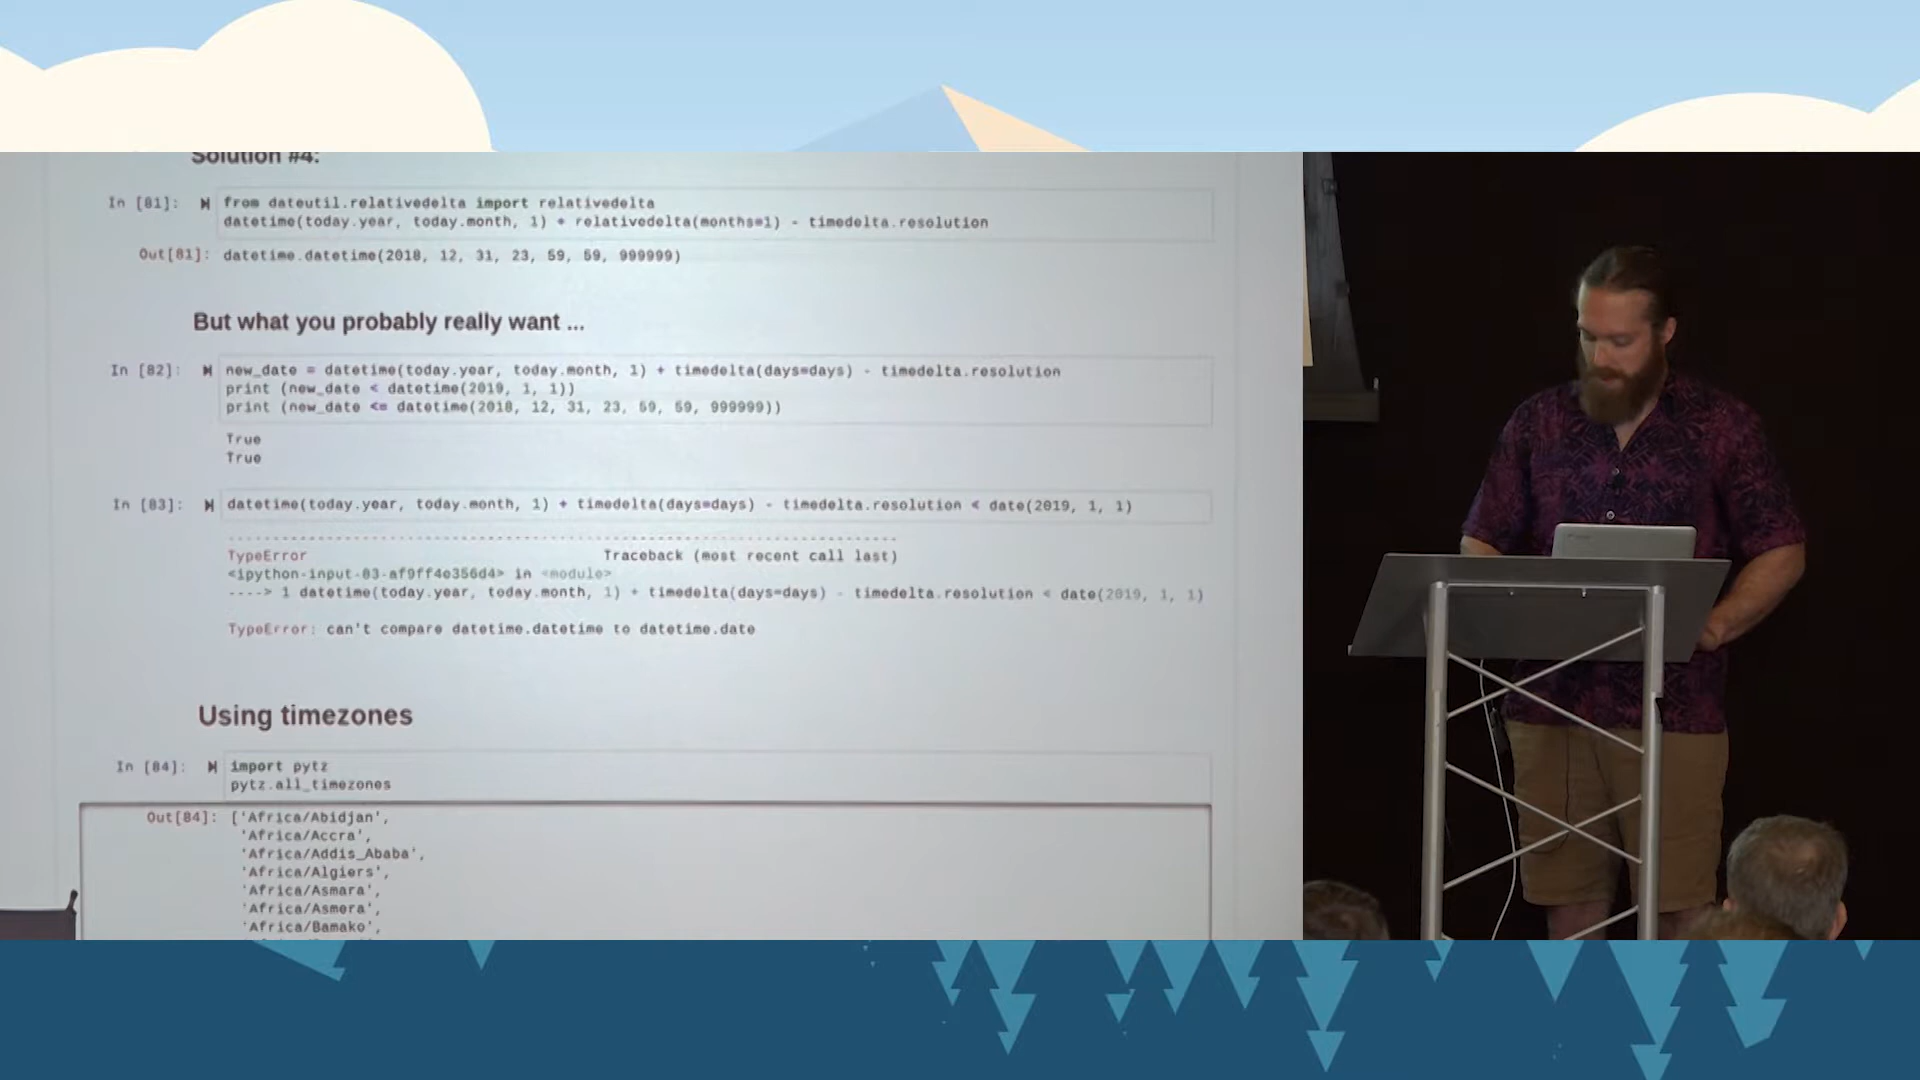 Solution #4:
In [81]: from dateutil.relativedelta import relativedelta
datetime(today.year, today.month, 1) + relativedelta(months=1) - timedelta.resolution
Out[81]: datetime.datetime(2018, 12, 31, 23, 59, 59, 999999)
But what you probably really want ...
In [82]: new_date = datetime(today.year, today.month, 1) + timedelta(days=days) - timedelta.resolution
print (new_date < datetime(2019, 1, 1))
print (new_date <= datetime(2018, 12, 31, 23, 59, 59, 999999))
True
True
In [83]: datetime(today.year, today.month, 1) + timedelta(days=days) - timedelta.resolution < date(2019, 1, 1)
---------------------------------------------------------------------------
TypeError Traceback (most recent call last)
<ipython-input-83-af9ff4e356d4> in <module>
----> 1 datetime(today.year, today.month, 1) + timedelta(days=days) - timedelta.resolution < date(2019, 1, 1)
TypeError: can't compare datetime.datetime to datetime.date
Using timezones
In [84]: import pytz
pytz.all_timezones
Out[84]: ['Africa/Abidjan',
'Africa/Accra',
'Africa/Addis_Ababa',
'Africa/Algiers',
'Africa/Asmara',
'Africa/Asmera',
'Africa/Bamako',